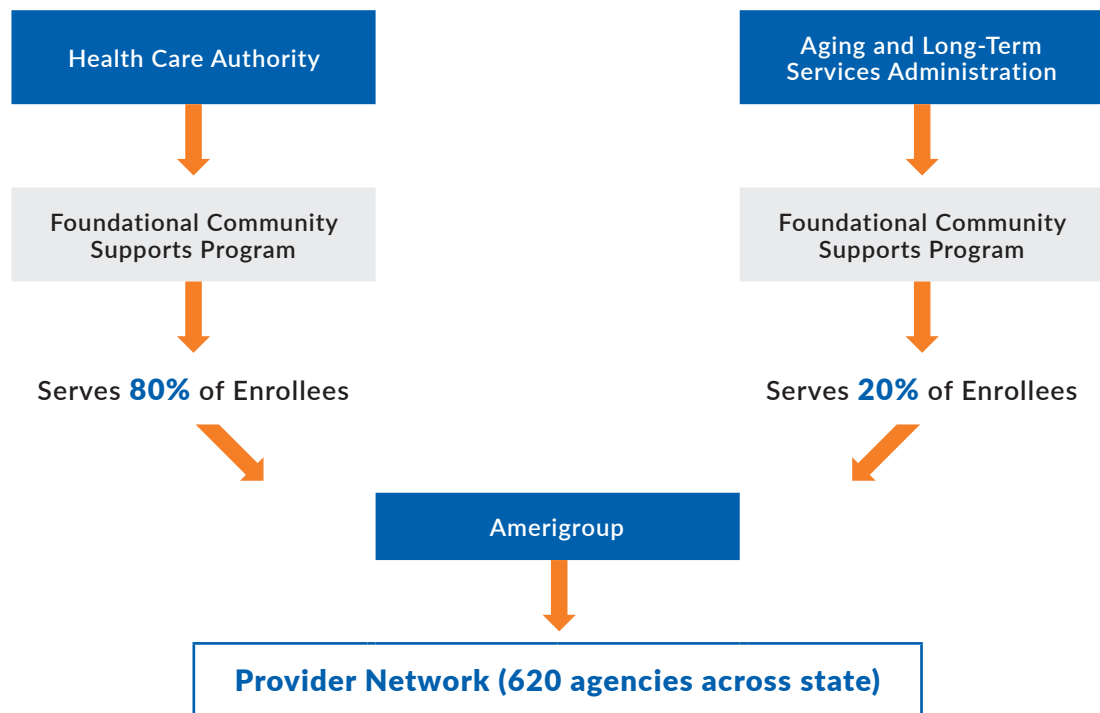 Health Care Authority
Aging and Long-Term
Services Administration
Foundational Community
Supports Program
Foundational Community
Supports Program
Serves 80% of Enrollees
Serves 20% of Enrollees
Amerigroup
Provider Network (620 agencies across state)